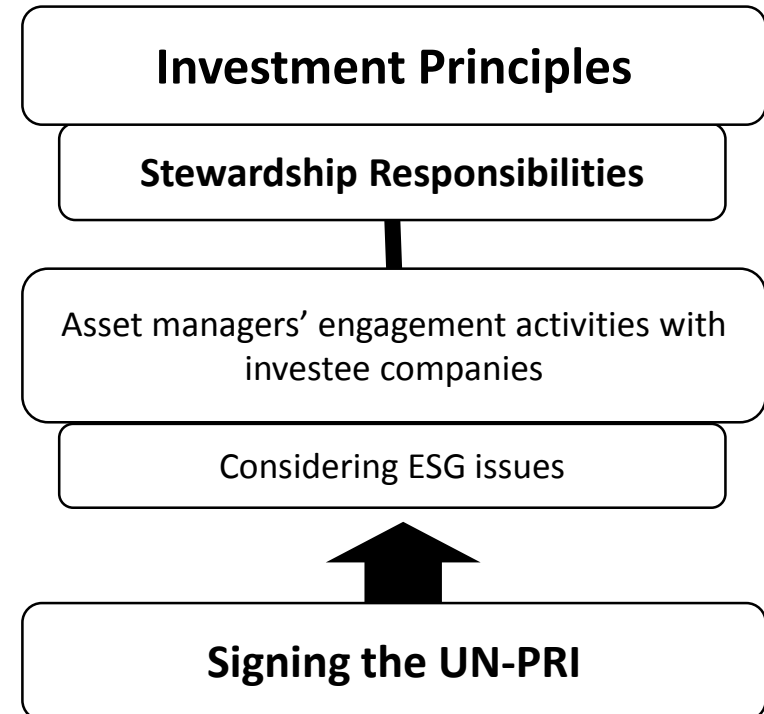 Investment Principles
Stewardship Responsibilities
Asset managers’ engagement activities with
investee companies
Considering ESG issues
Signing the UN-PRI